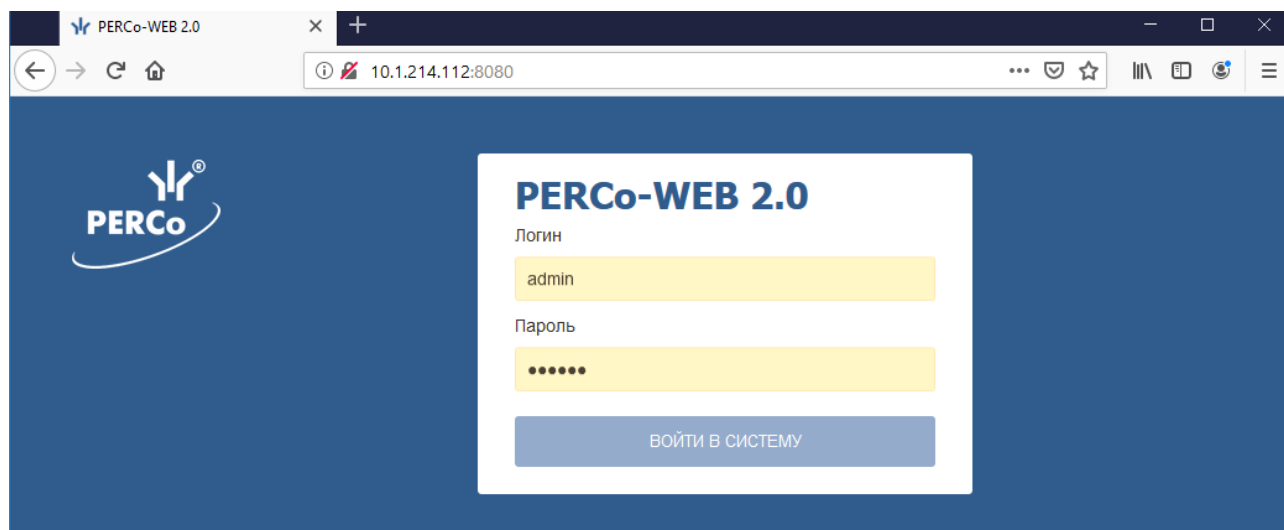 PERCo-WEB 2.0
10.1.214.112:8080
PERCo®
PERCo-WEB 2.0
Логин
admin
Пароль
••••••
ВОЙТИ В СИСТЕМУ